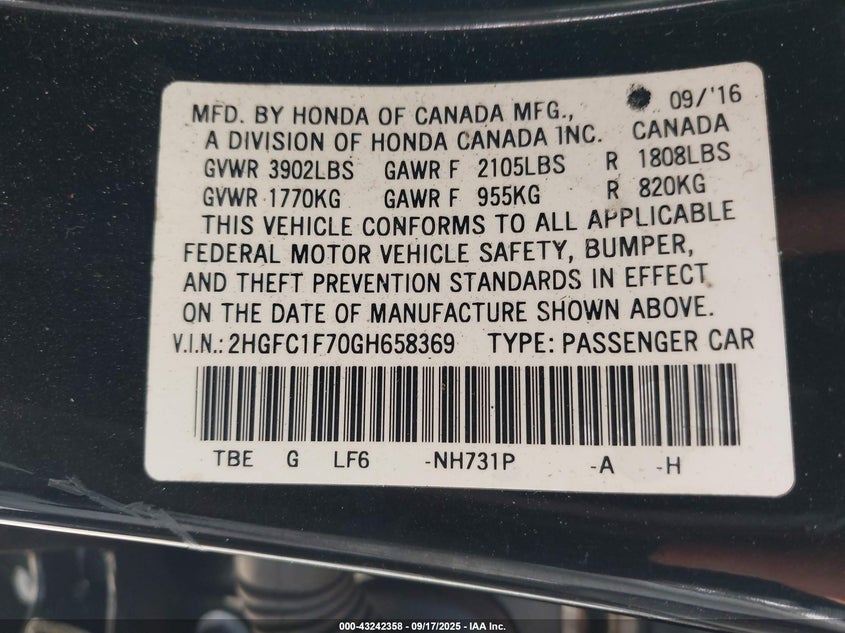 09/'16
MFD. BY HONDA OF CANADA MFG.,
A DIVISION OF HONDA CANADA INC. CANADA
GVWR 3902LBS GAWR F 2105LBS R 1808LBS
GVWR 1770KG GAWR F 955KG R 820KG
THIS VEHICLE CONFORMS TO ALL APPLICABLE
FEDERAL MOTOR VEHICLE SAFETY, BUMPER,
AND THEFT PREVENTION STANDARDS IN EFFECT
ON THE DATE OF MANUFACTURE SHOWN ABOVE.
V.I.N.: 2HGFC1F70GH658369 TYPE: PASSENGER CAR
TBE G LF6 -NH731P -A -H
000-43242358 - 09/17/2025 - IAA Inc.